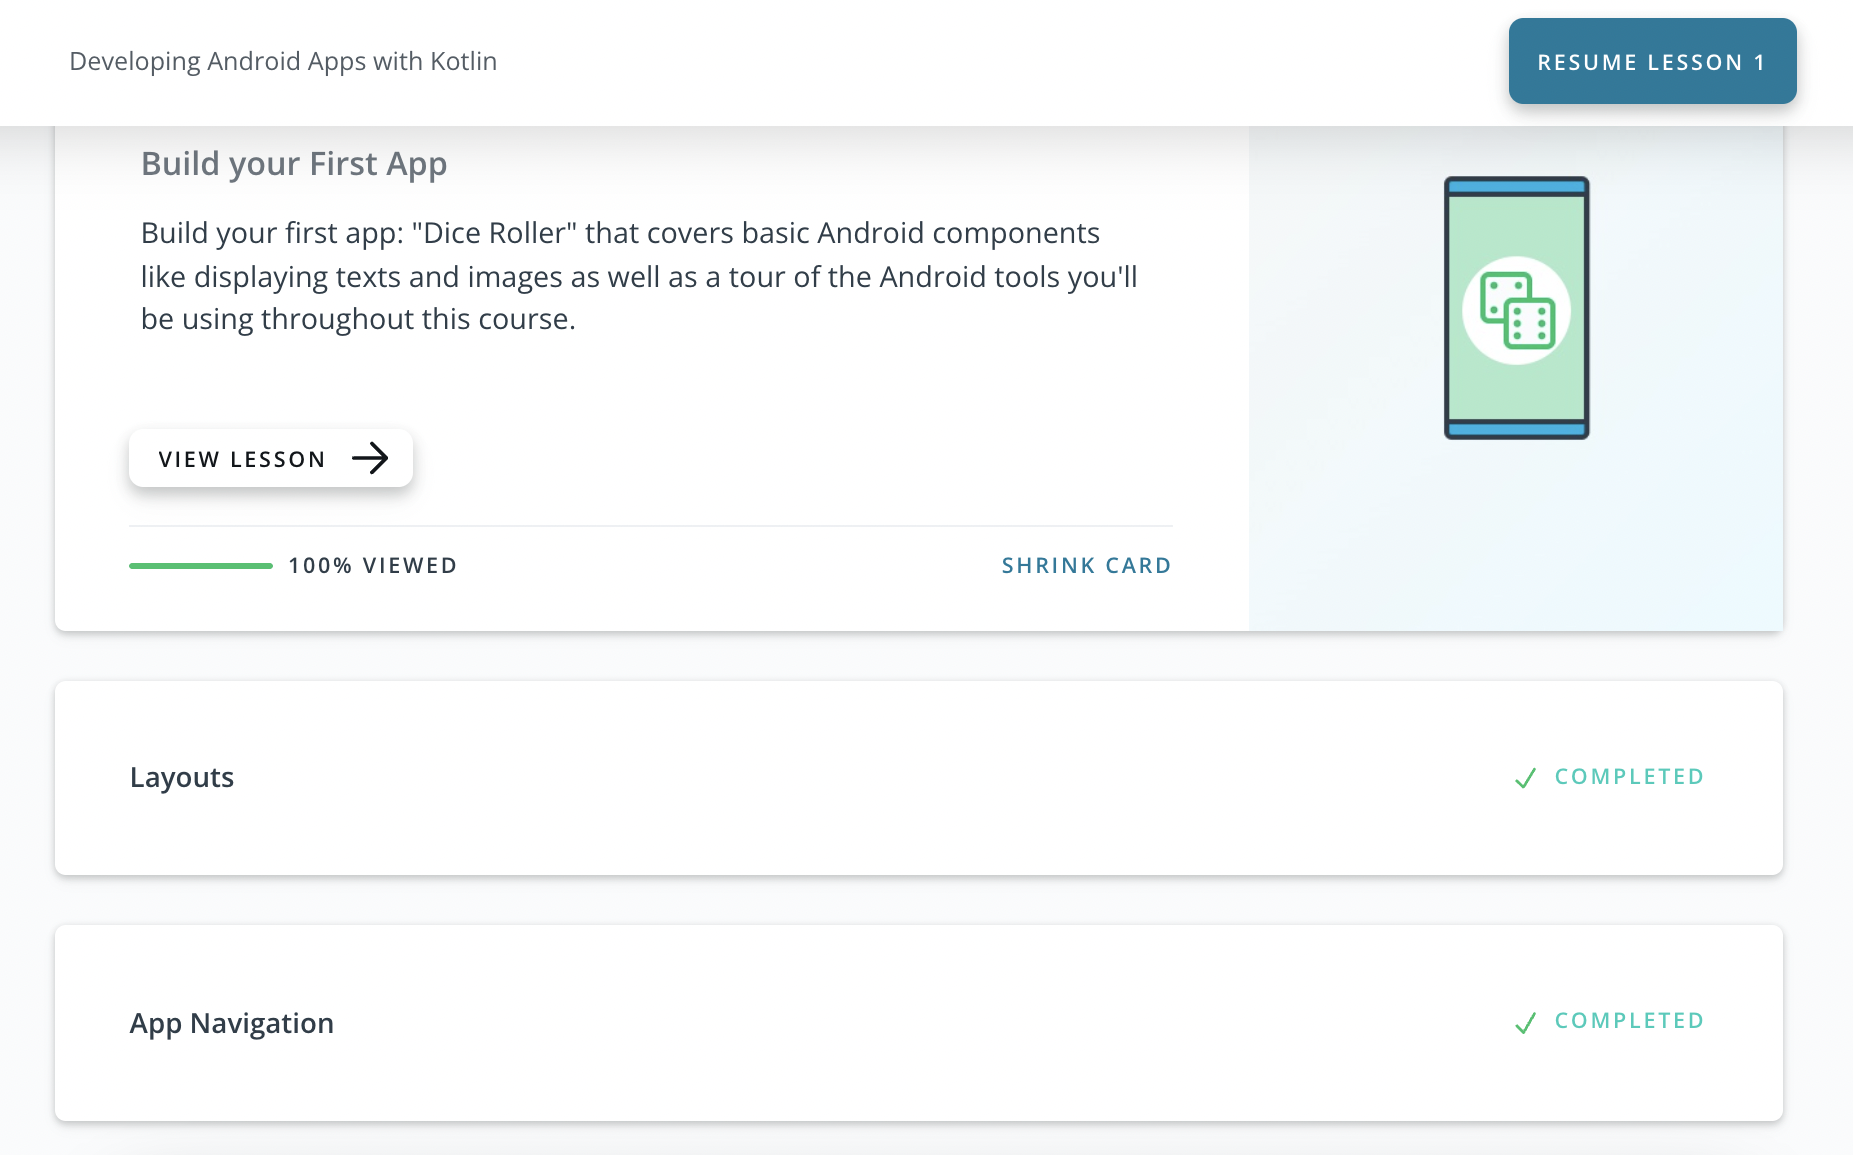 Developing Android Apps with Kotlin
RESUME LESSON 1
Build your First App
Build your first app: "Dice Roller" that covers basic Android components
like displaying texts and images as well as a tour of the Android tools you'll
be using throughout this course.
VIEW LESSON
100% VIEWED
SHRINK CARD
Layouts
COMPLETED
App Navigation
COMPLETED